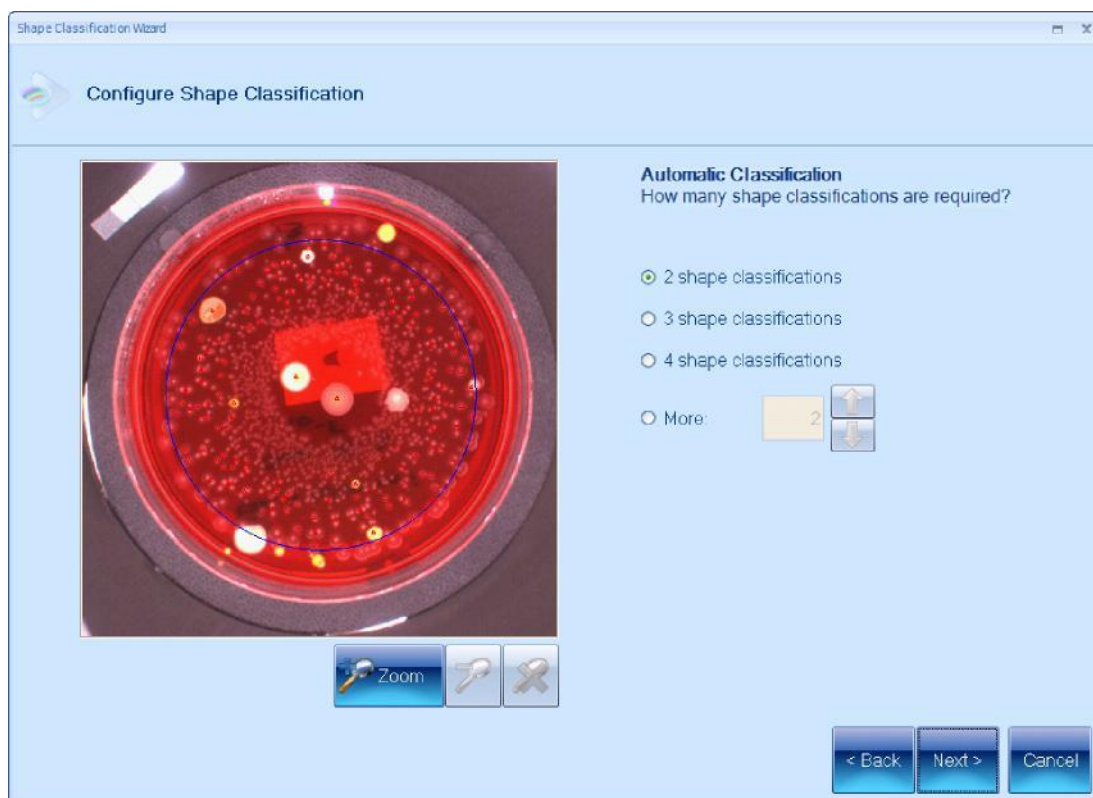 Shape Classification Wizard
Configure Shape Classification
Automatic Classification
How many shape classifications are required?
2 shape classifications
3 shape classifications
4 shape classifications
More:
2
Zoom
< Back
Next >
Cancel